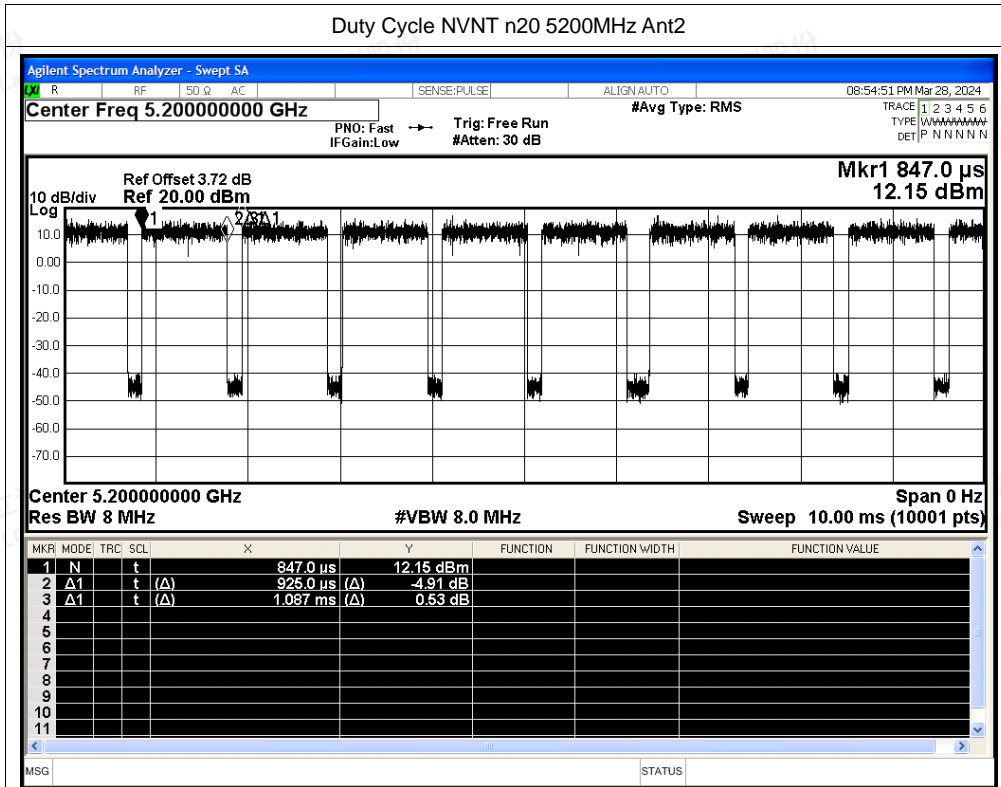 Duty Cycle NVNT n20 5200MHz Ant2
Agilent Spectrum Analyzer - Swept SA
LXI R RF 50 Ω AC SENSE:PULSE ALIGN AUTO 08:54:51 PM Mar 28, 2024
Center Freq 5.200000000 GHz #Avg Type: RMS TRACE 1 2 3 4 5 6
PNO: Fast Trig: Free Run TYPE WWWWWW
IFGain:Low #Atten: 30 dB DET P N N N N N
Mkr1 847.0 µs
Ref Offset 3.72 dB
10 dB/div Ref 20.00 dBm 12.15 dBm
Log
1 2Δ1 3Δ1
10.0
0.00
-10.0
-20.0
-30.0
-40.0
-50.0
-60.0
-70.0
Center 5.200000000 GHz Span 0 Hz
Res BW 8 MHz #VBW 8.0 MHz Sweep 10.00 ms (10001 pts)
MKR MODE TRC SCL X Y FUNCTION FUNCTION WIDTH FUNCTION VALUE
1 N t 847.0 µs 12.15 dBm
2 Δ1 t (Δ) 925.0 µs (Δ) -4.91 dB
3 Δ1 t (Δ) 1.087 ms (Δ) 0.53 dB
4
5
6
7
8
9
10
11
MSG STATUS